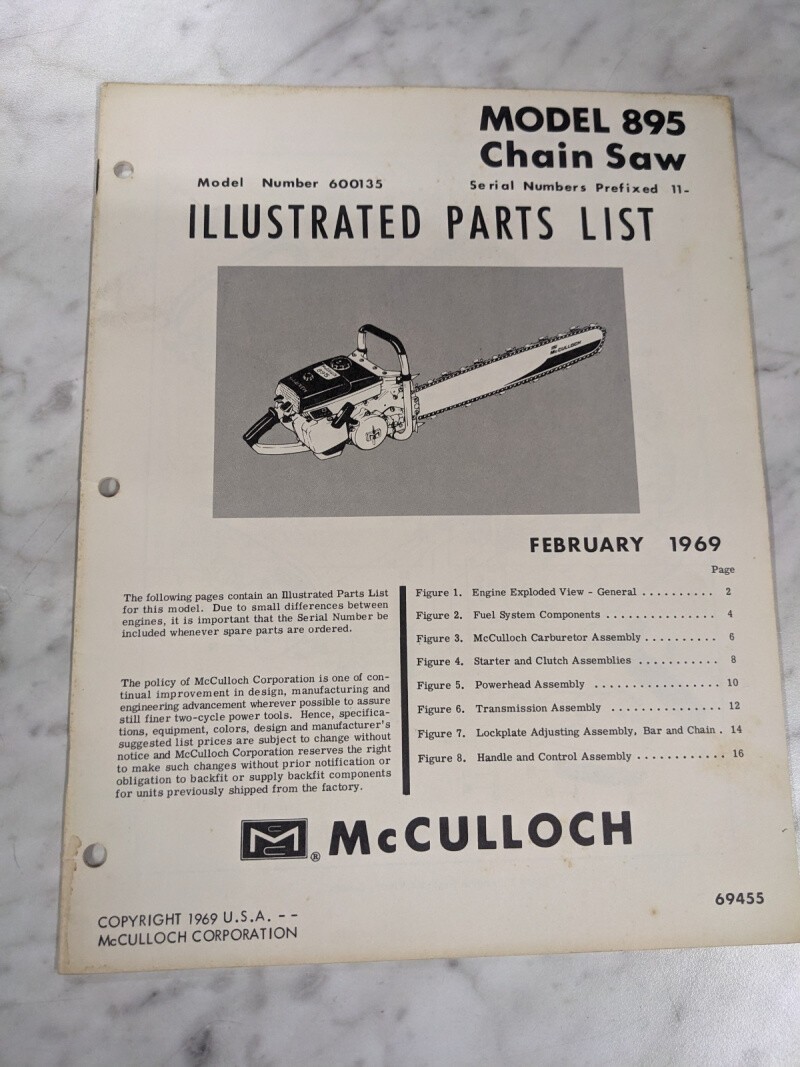 MODEL 895
Chain Saw
Model Number 600135
Serial Numbers Prefixed 11-
ILLUSTRATED PARTS LIST
McCULLOCH
FEBRUARY 1969
The following pages contain an Illustrated Parts List
for this model. Due to small differences between
engines, it is important that the Serial Number be
included whenever spare parts are ordered.
The policy of McCulloch Corporation is one of con-
tinual improvement in design, manufacturing and
engineering advancement wherever possible to assure
still finer two-cycle power tools. Hence, specifica-
tions, equipment, colors, design and manufacturer's
suggested list prices are subject to change without
notice and McCulloch Corporation reserves the right
to make such changes without prior notification or
obligation to backfit or supply backfit components
for units previously shipped from the factory.
Page
Figure 1. Engine Exploded View - General .......... 2
Figure 2. Fuel System Components ............... 4
Figure 3. McCulloch Carburetor Assembly .......... 6
Figure 4. Starter and Clutch Assemblies ........... 8
Figure 5. Powerhead Assembly ................. 10
Figure 6. Transmission Assembly ............... 12
Figure 7. Lockplate Adjusting Assembly, Bar and Chain . 14
Figure 8. Handle and Control Assembly ............ 16
® McCULLOCH
69455
COPYRIGHT 1969 U.S.A. --
McCULLOCH CORPORATION